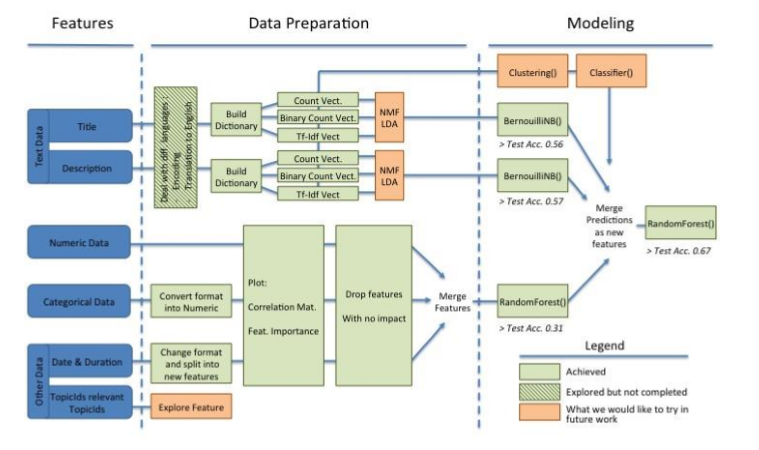 Features
Data Preparation
Modeling
Text Data
Title
Description
Deal with diff languages :
- Encoding
- Translation to English
Build
Dictionary
Count Vect.
Binary Count Vect.
Tf-Idf Vect
NMF
LDA
Build
Dictionary
Count Vect.
Binary Count Vect.
Tf-Idf Vect
NMF
LDA
Clustering()
Classifier()
BernouilliNB()
> Test Acc. 0.56
BernouilliNB()
> Test Acc. 0.57
Merge
Predictions
as new
features
RandomForest()
> Test Acc. 0.67
Numeric Data
Categorical Data
Convert format
into Numeric
Plot:
Correlation Mat.
Feat. Importance
Drop features
With no impact
Merge
Features
RandomForest()
> Test Acc. 0.31
Other Data
Date & Duration
Change format
and split into
new features
TopicIds relevant
TopicIds
Explore Feature
Legend
Achieved
Explored but not completed
What we would like to try in
future work